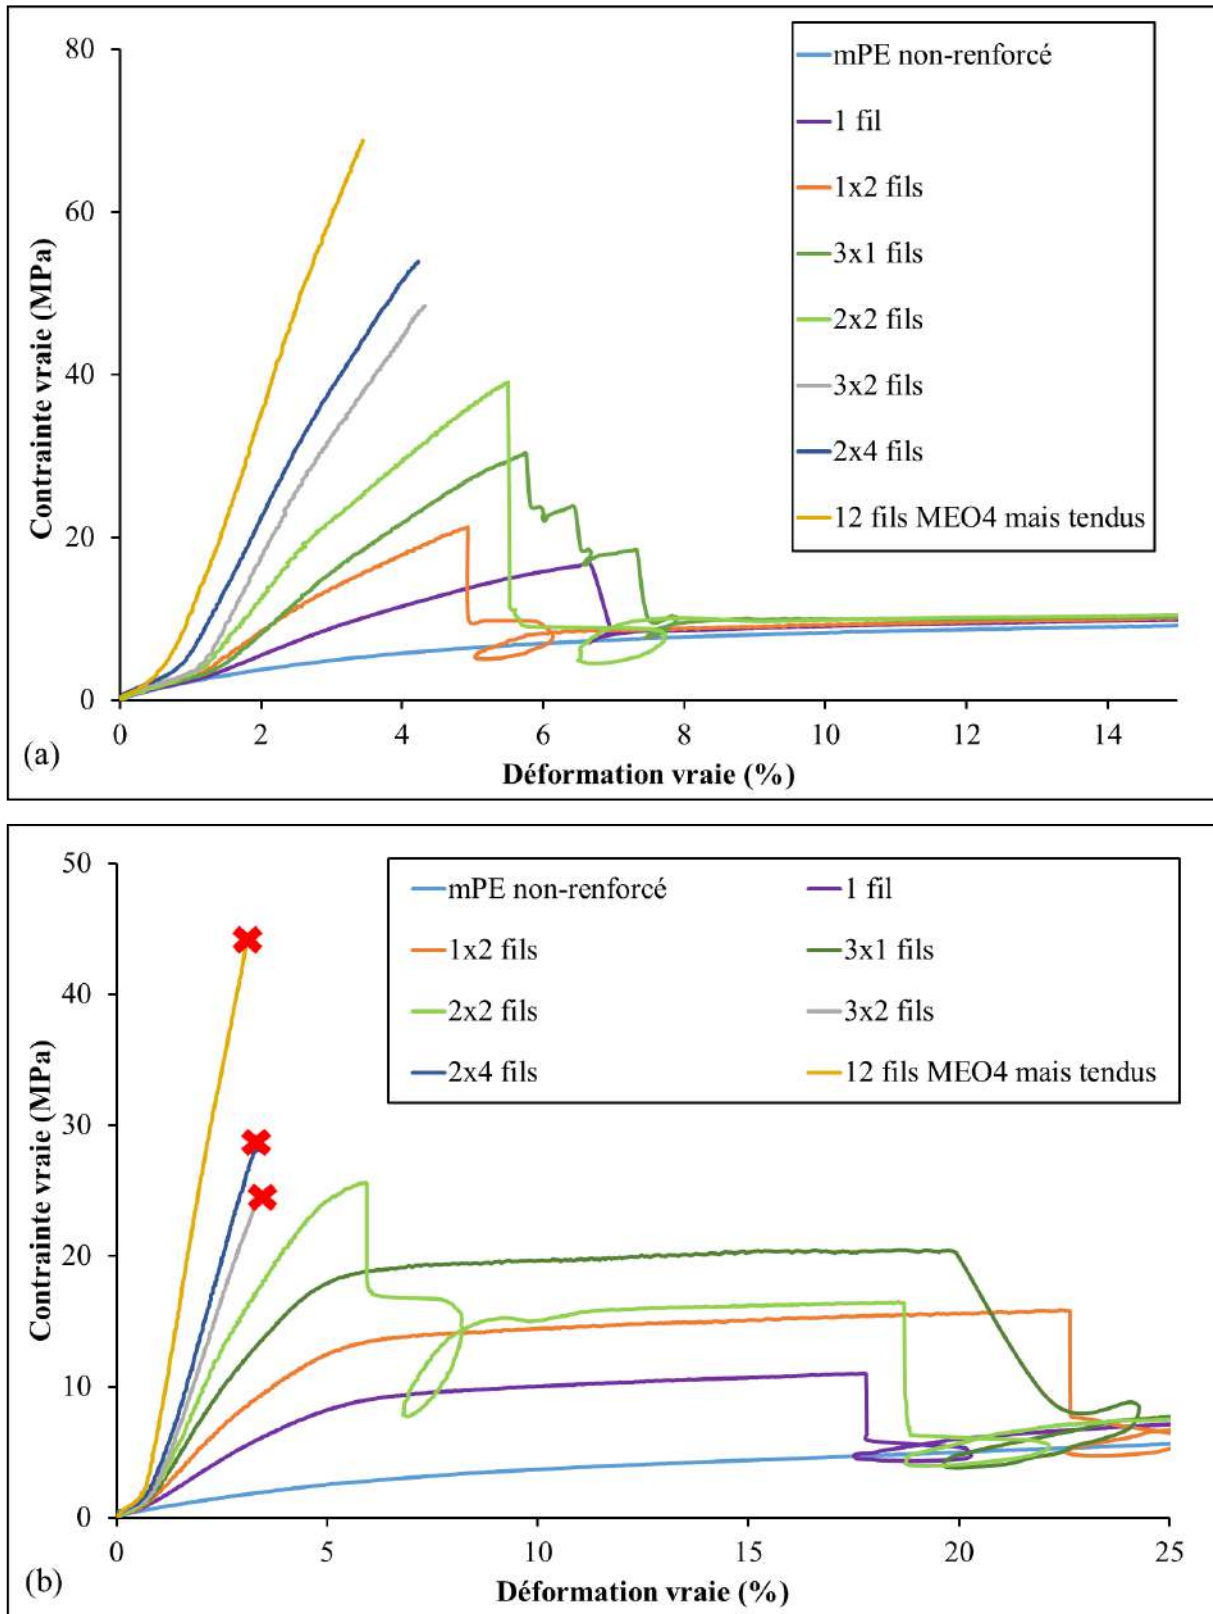 80
60
40
20
0
Contrainte vraie (MPa)
mPE non-renforcé
1 fil
1x2 fils
3x1 fils
2x2 fils
3x2 fils
2x4 fils
12 fils MEO4 mais tendus
0 2 4 6 8 10 12 14
(a)
Déformation vraie (%)
50
40
30
20
10
0
Contrainte vraie (MPa)
mPE non-renforcé 1 fil
1x2 fils 3x1 fils
2x2 fils 3x2 fils
2x4 fils 12 fils MEO4 mais tendus
0 5 10 15 20 25
(b)
Déformation vraie (%)